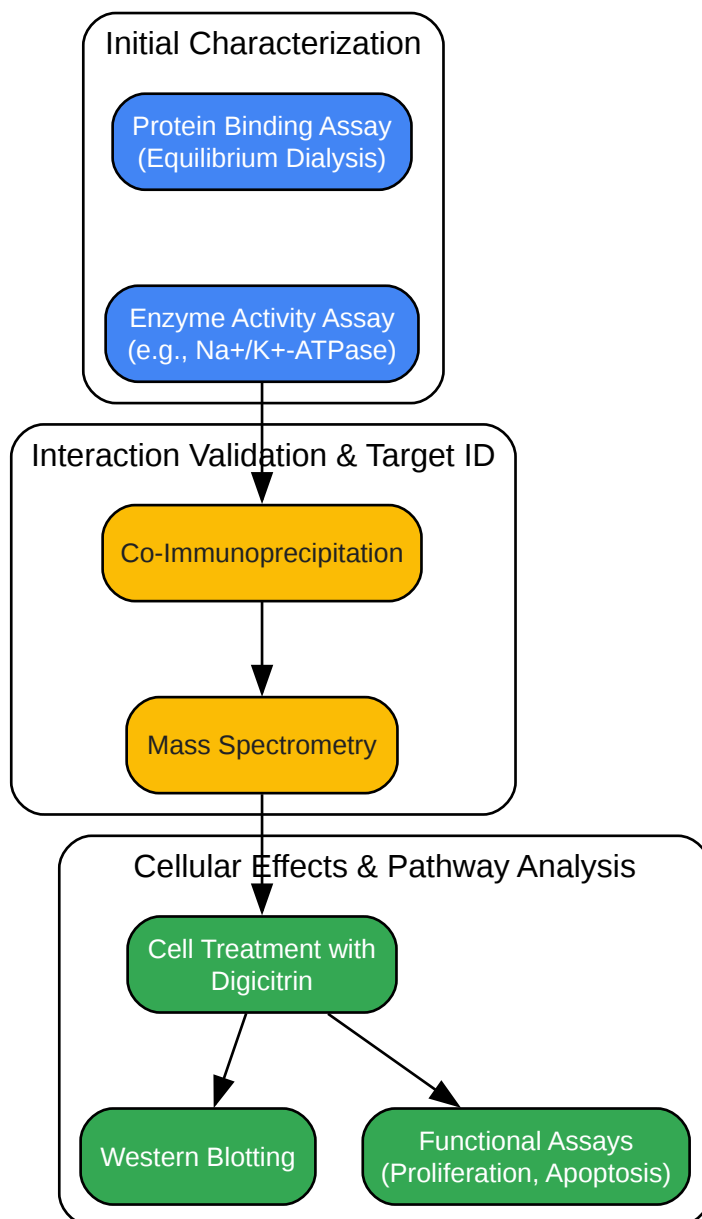 Initial Characterization
Protein Binding Assay
(Equilibrium Dialysis)
Enzyme Activity Assay
(e.g., Na+/K+-ATPase)
Interaction Validation & Target ID
Co-Immunoprecipitation
Mass Spectrometry
Cellular Effects & Pathway Analysis
Cell Treatment with
Digicitrin
Western Blotting
Functional Assays
(Proliferation, Apoptosis)